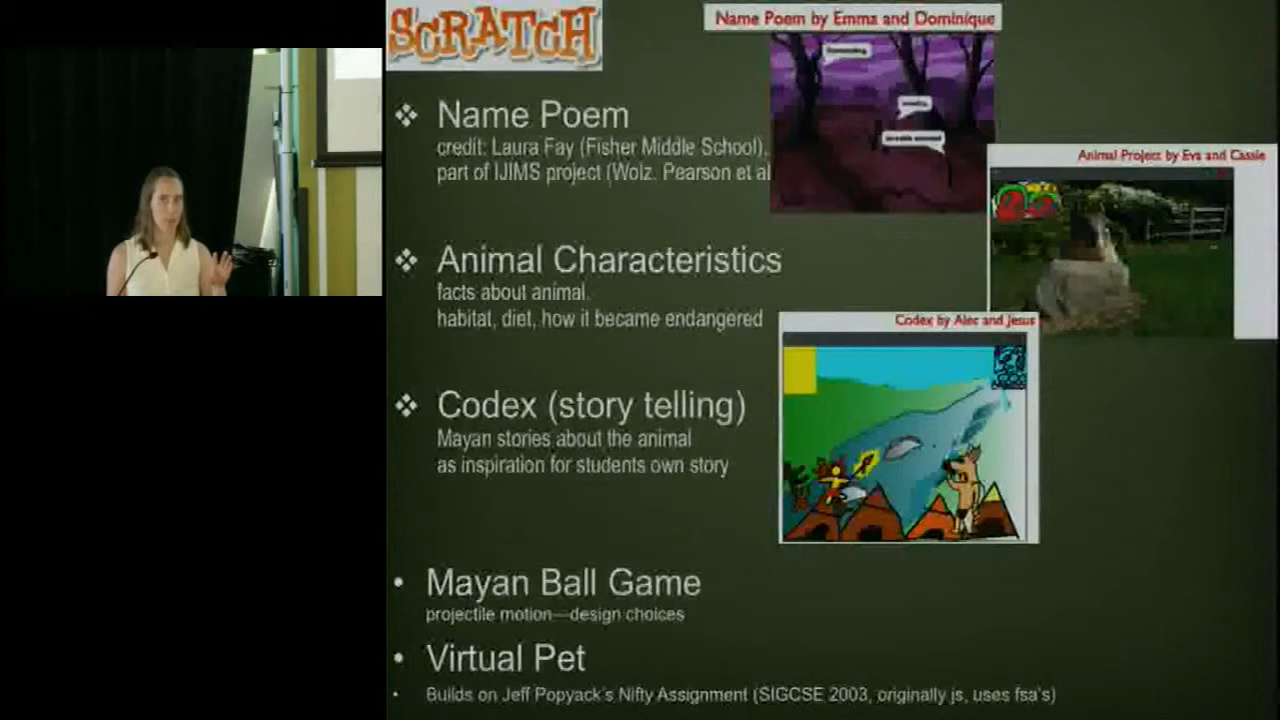 SCRATCH
Name Poem by Emma and Dominique
Name Poem
credit: Laura Fay (Fisher Middle School),
part of IJIMS project (Wolz. Pearson et al
Animal Project by Eva and Cassie
Animal Characteristics
facts about animal.
habitat, diet, how it became endangered
Codex by Alec and Jesus
Codex (story telling)
Mayan stories about the animal
as inspiration for students own story
Mayan Ball Game
projectile motion—design choices
Virtual Pet
Builds on Jeff Popyack's Nifty Assignment (SIGCSE 2003, originally js, uses fsa's)